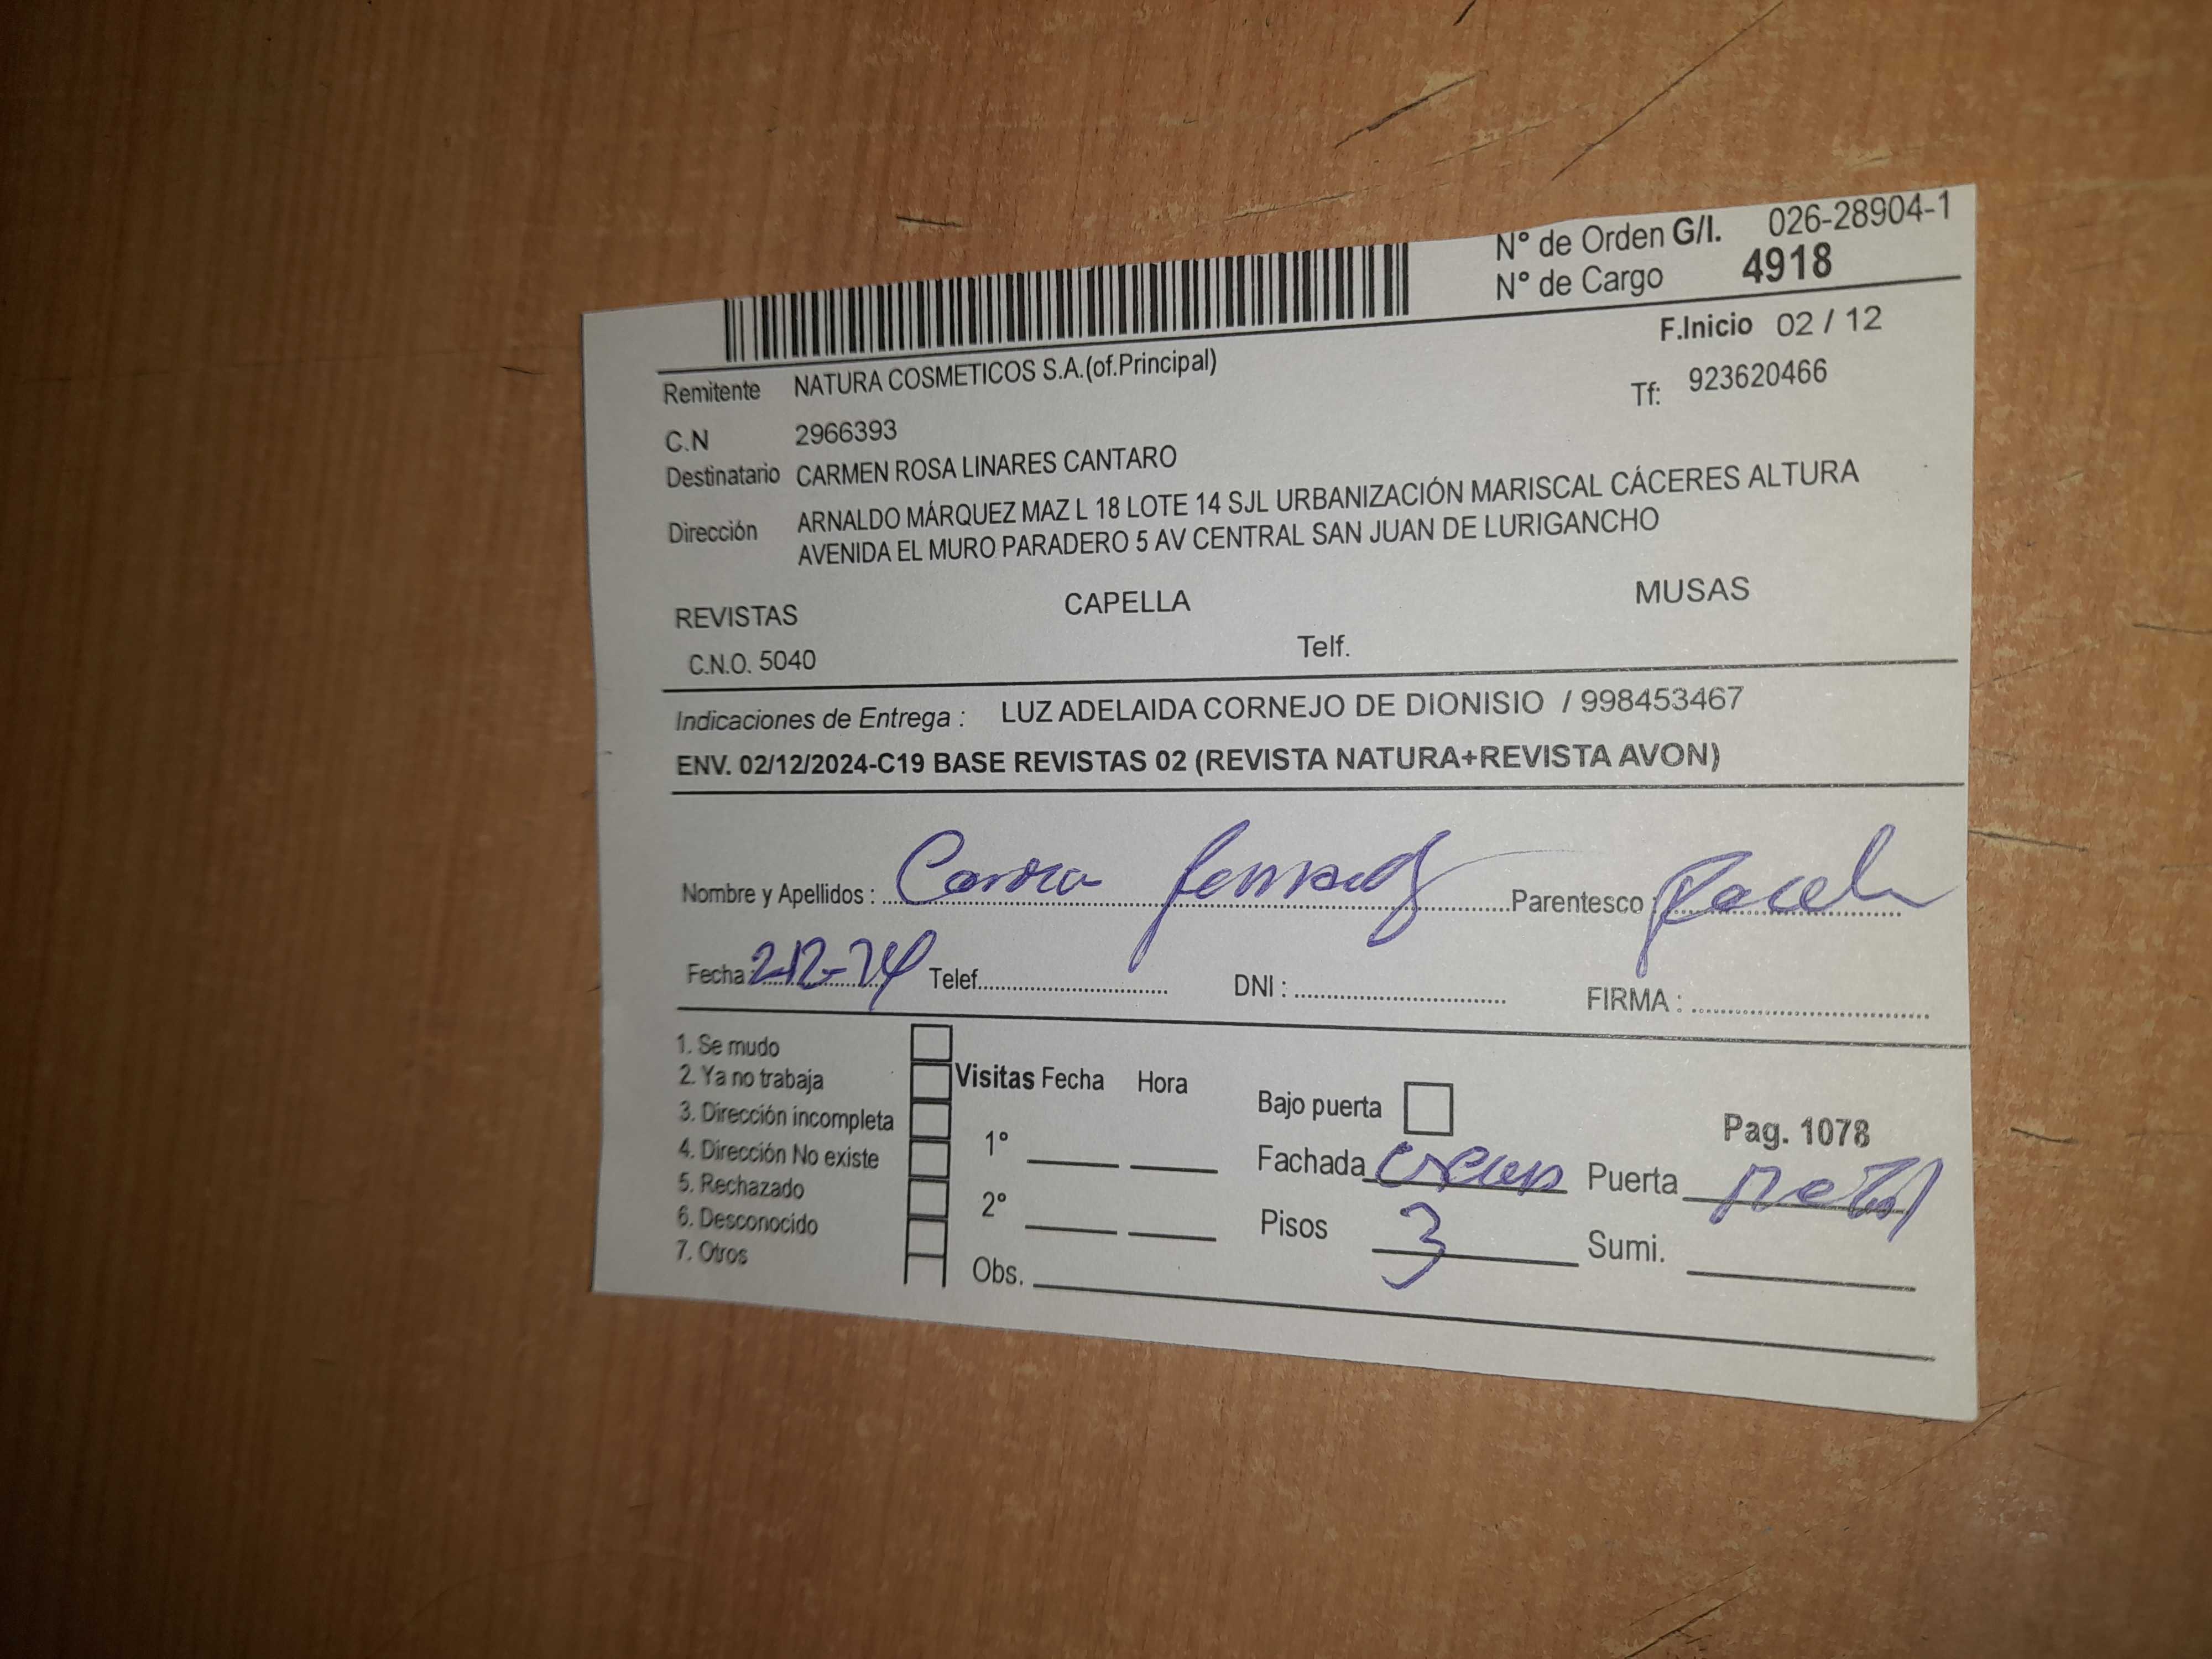 N° de Orden G/I. 026-28904-1
N° de Cargo 4918
F.Inicio 02 / 12
Remitente NATURA COSMETICOS S.A.(of.Principal)
Tf: 923620466
C.N 2966393
Destinatario CARMEN ROSA LINARES CANTARO
Dirección ARNALDO MÁRQUEZ MAZ L 18 LOTE 14 SJL URBANIZACIÓN MARISCAL CÁCERES ALTURA
AVENIDA EL MURO PARADERO 5 AV CENTRAL SAN JUAN DE LURIGANCHO
REVISTAS CAPELLA MUSAS
C.N.O. 5040 Telf.
Indicaciones de Entrega : LUZ ADELAIDA CORNEJO DE DIONISIO / 998453467
ENV. 02/12/2024-C19 BASE REVISTAS 02 (REVISTA NATURA+REVISTA AVON)
Nombre y Apellidos : Parentesco :
Fecha 2-12-24 Telef. DNI : FIRMA :
1. Se mudo
2. Ya no trabaja
3. Dirección incompleta
4. Dirección No existe
5. Rechazado
6. Desconocido
7. Otros
Visitas Fecha Hora
1°
2°
Obs.
Bajo puerta
Pag. 1078
Fachada Puerta
Pisos 3 Sumi.